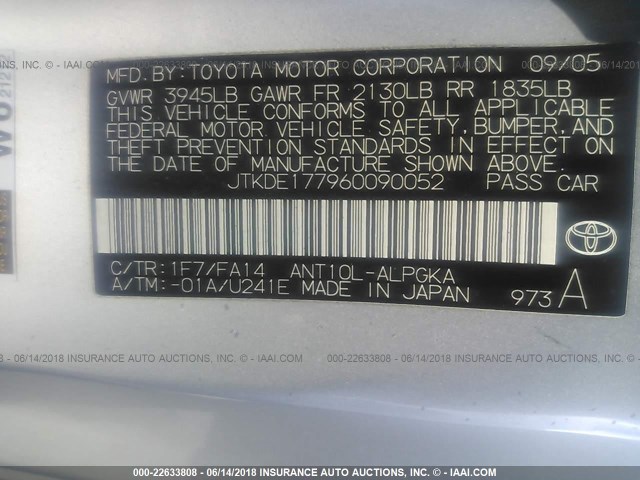 MFD. BY: TOYOTA MOTOR CORPORATION 09/05
GVWR 3945LB GAWR FR 2130LB RR 1835LB
THIS VEHICLE CONFORMS TO ALL APPLICABLE
FEDERAL MOTOR VEHICLE SAFETY, BUMPER, AND
THEFT PREVENTION STANDARDS IN EFFECT ON
THE DATE OF MANUFACTURE SHOWN ABOVE.
JTKDE177960090052 PASS CAR
C/TR: 1F7/FA14 ANT10L-ALPGKA
A/TM: -01A/U241E MADE IN JAPAN 973 A
000-22633808 - 06/14/2018 INSURANCE AUTO AUCTIONS, INC. - IAAI.COM
000-22633808 - 06/14/2018 INSURANCE AUTO AUCTIONS, INC. - IAAI.COM